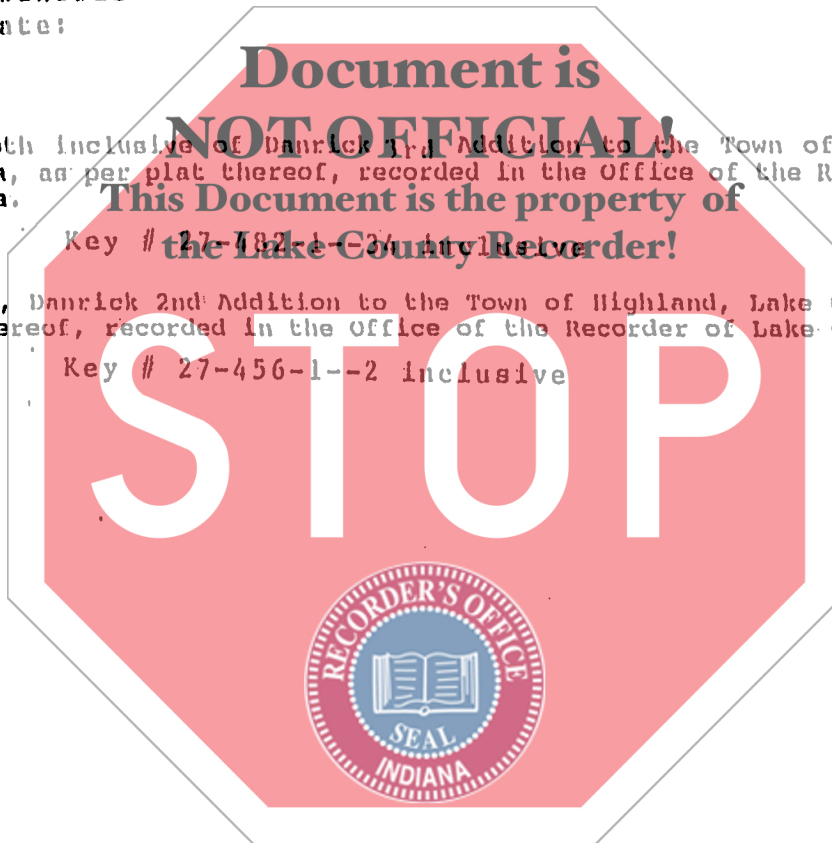 ate:
Document is
NOT OFFICIAL!
th inclusive of Danrick 3rd Addition to the Town of
, as per plat thereof, recorded in the Office of the R
a.
This Document is the property of
the Lake County Recorder!
Key # 27-482-1--34 inclusive
, Danrick 2nd Addition to the Town of Highland, Lake
ereof, recorded in the Office of the Recorder of Lake
Key # 27-456-1--2 inclusive
STOP
RECORDER'S OFFICE
SEAL
INDIANA